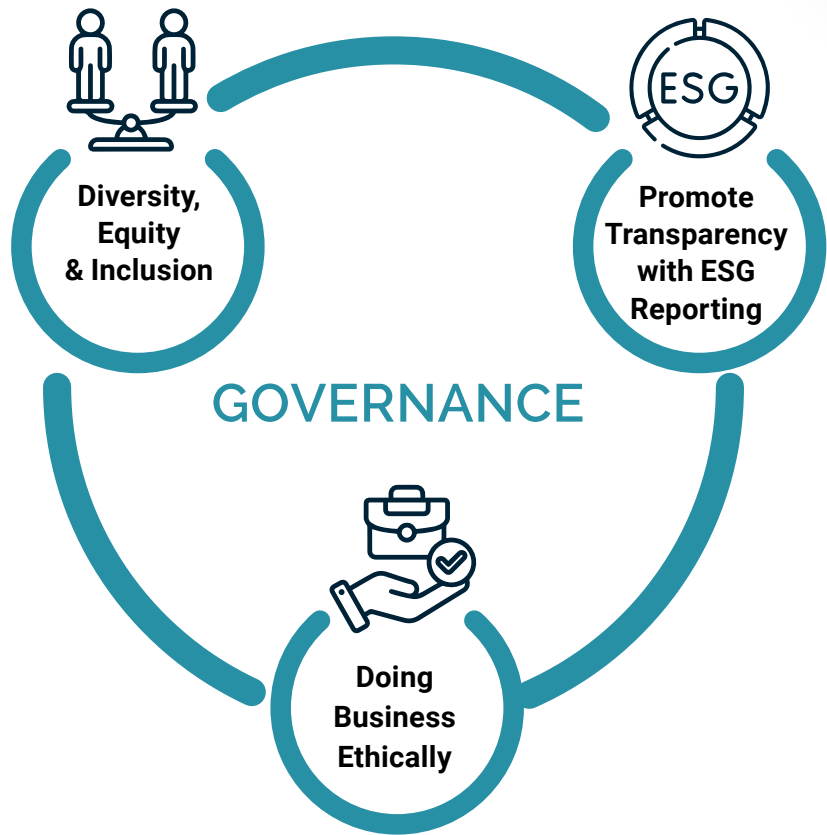 Diversity,
Equity
& Inclusion
ESG
Promote
Transparency
with ESG
Reporting
GOVERNANCE
Doing
Business
Ethically